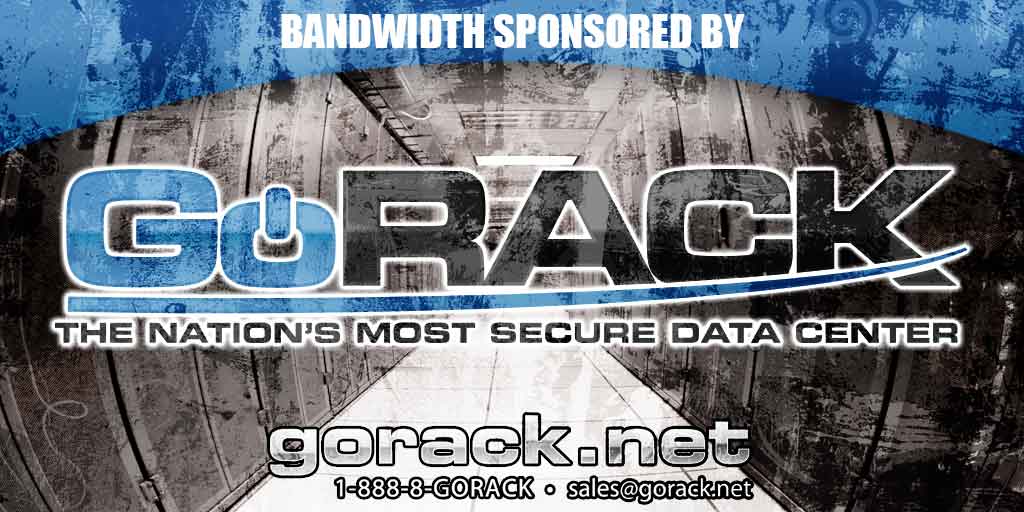 BANDWIDTH SPONSORED BY
GoRACK
THE NATION'S MOST SECURE DATA CENTER
gorack.net
1-888-8-GORACK • sales@gorack.net